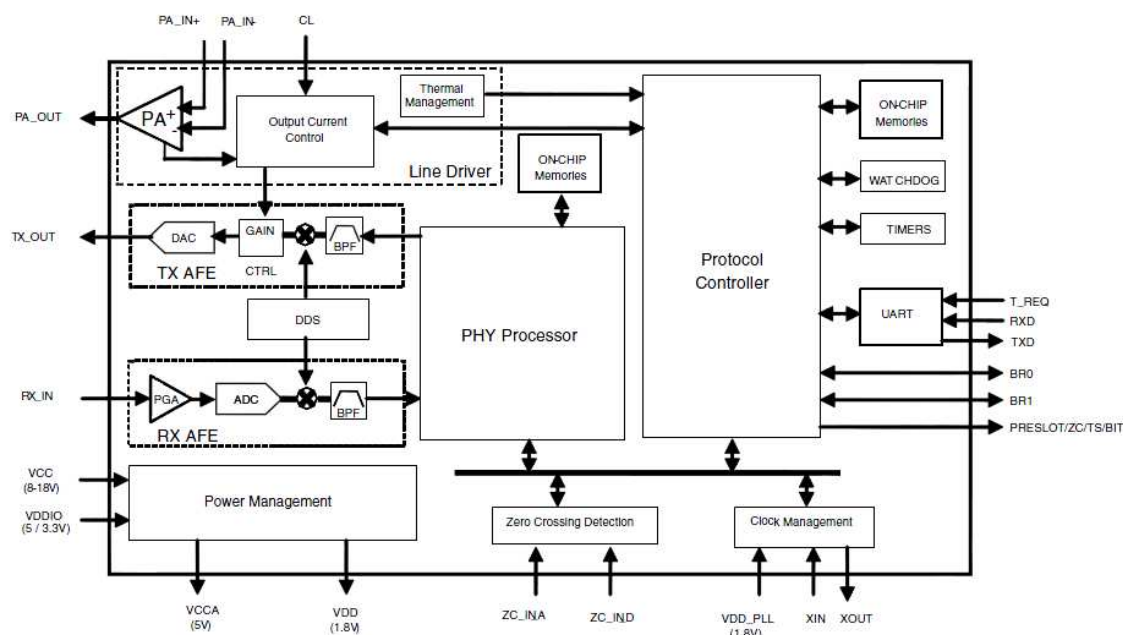 PA_IN+
PA_IN-
CL
PA_OUT
PA
+
-
Output Current
Control
Thermal
Management
Line Driver
ON-CHIP
Memories
ON-CHIP
Memories
WATCHDOG
TIMERS
TX_OUT
DAC
GAIN
CTRL
BPF
TX AFE
DDS
PHY Processor
Protocol
Controller
UART
T_REQ
RXD
TXD
BR0
BR1
PRESLOT/ZC/TS/BIT
RX_IN
PGA
ADC
BPF
RX AFE
VCC
(8-18V)
VDDIO
(5 / 3.3V)
Power Management
Zero Crossing Detection
Clock Management
VCCA
(5V)
VDD
(1.8V)
ZC_IN_A
ZC_IN_D
VDD_PLL
(1.8V)
XIN
XOUT